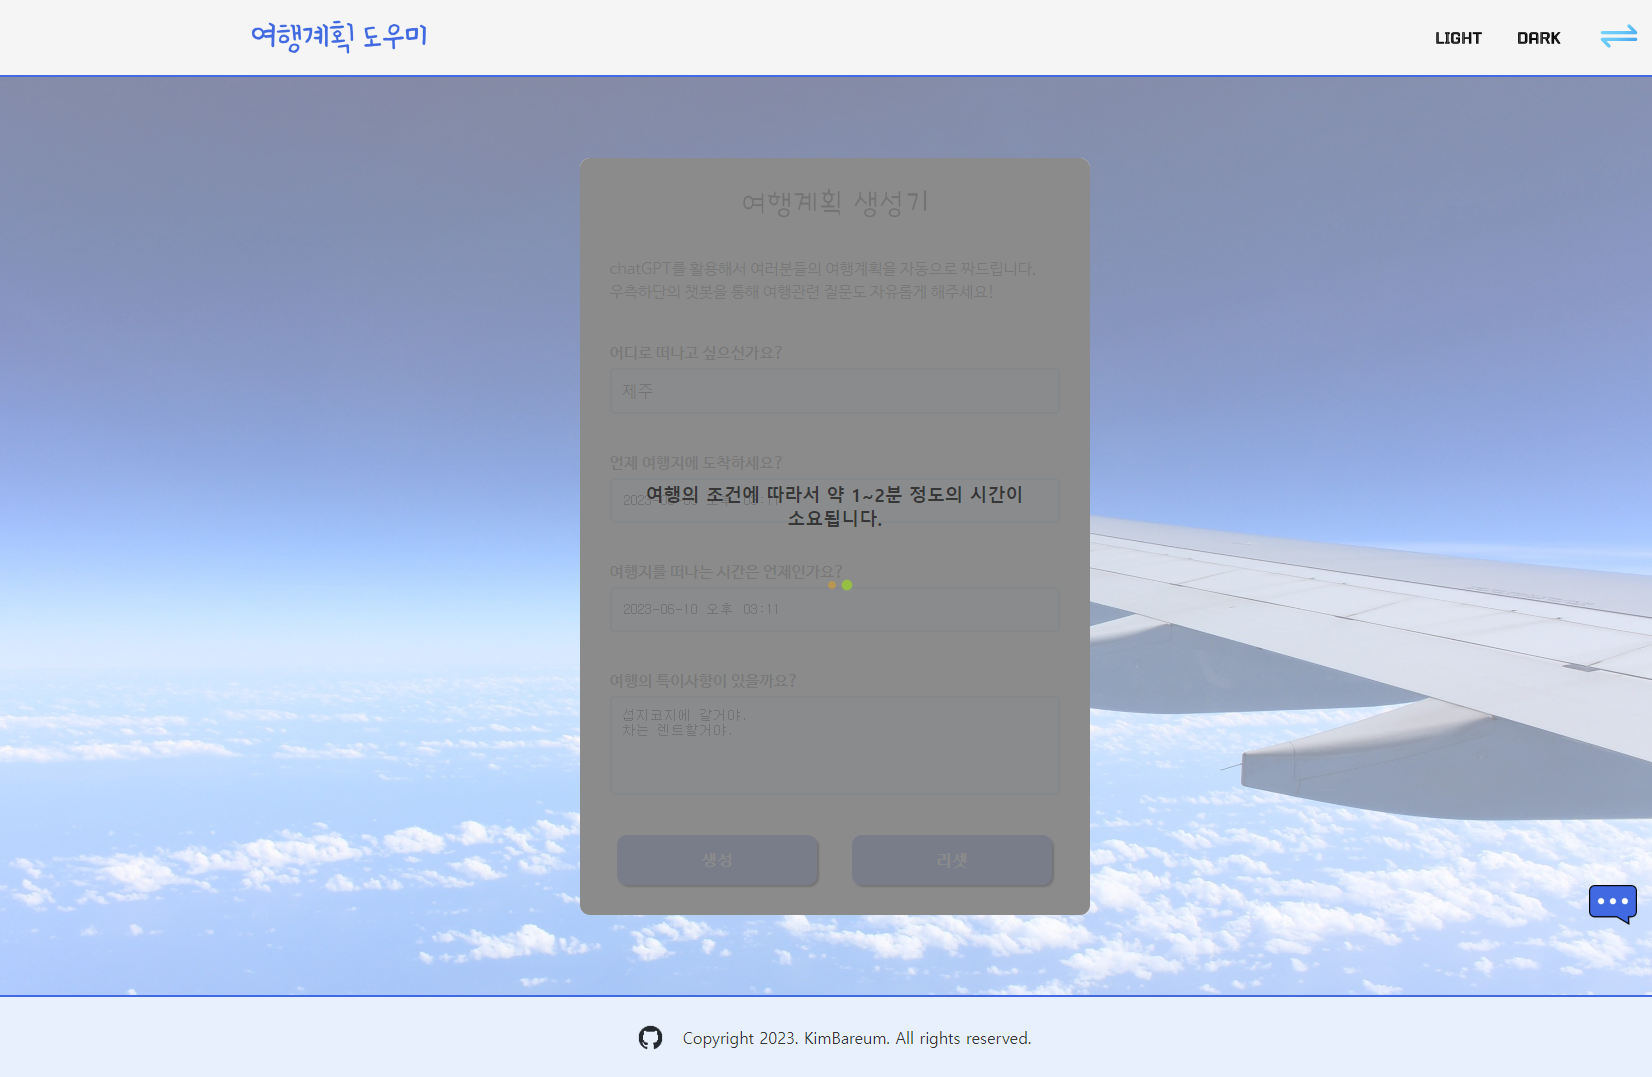 여행계획 도우미
LIGHT
DARK
여행계획 생성기
chatGPT를 활용해서 여러분들의 여행계획을 자동으로 짜드립니다.
우측하단의 챗봇을 통해 여행관련 질문도 자유롭게 해주세요!
어디로 떠나고 싶으신가요?
제주
언제 여행지에 도착하세요?
여행의 조건에 따라서 약 1~2분 정도의 시간이
소요됩니다.
여행지를 떠나는 시간은 언제인가요?
2023-06-10 오후 03:11
여행의 특이사항이 있을까요?
섭지코지에 갈거야.
차는 렌트할거야.
생성
리셋
Copyright 2023. KimBareum. All rights reserved.